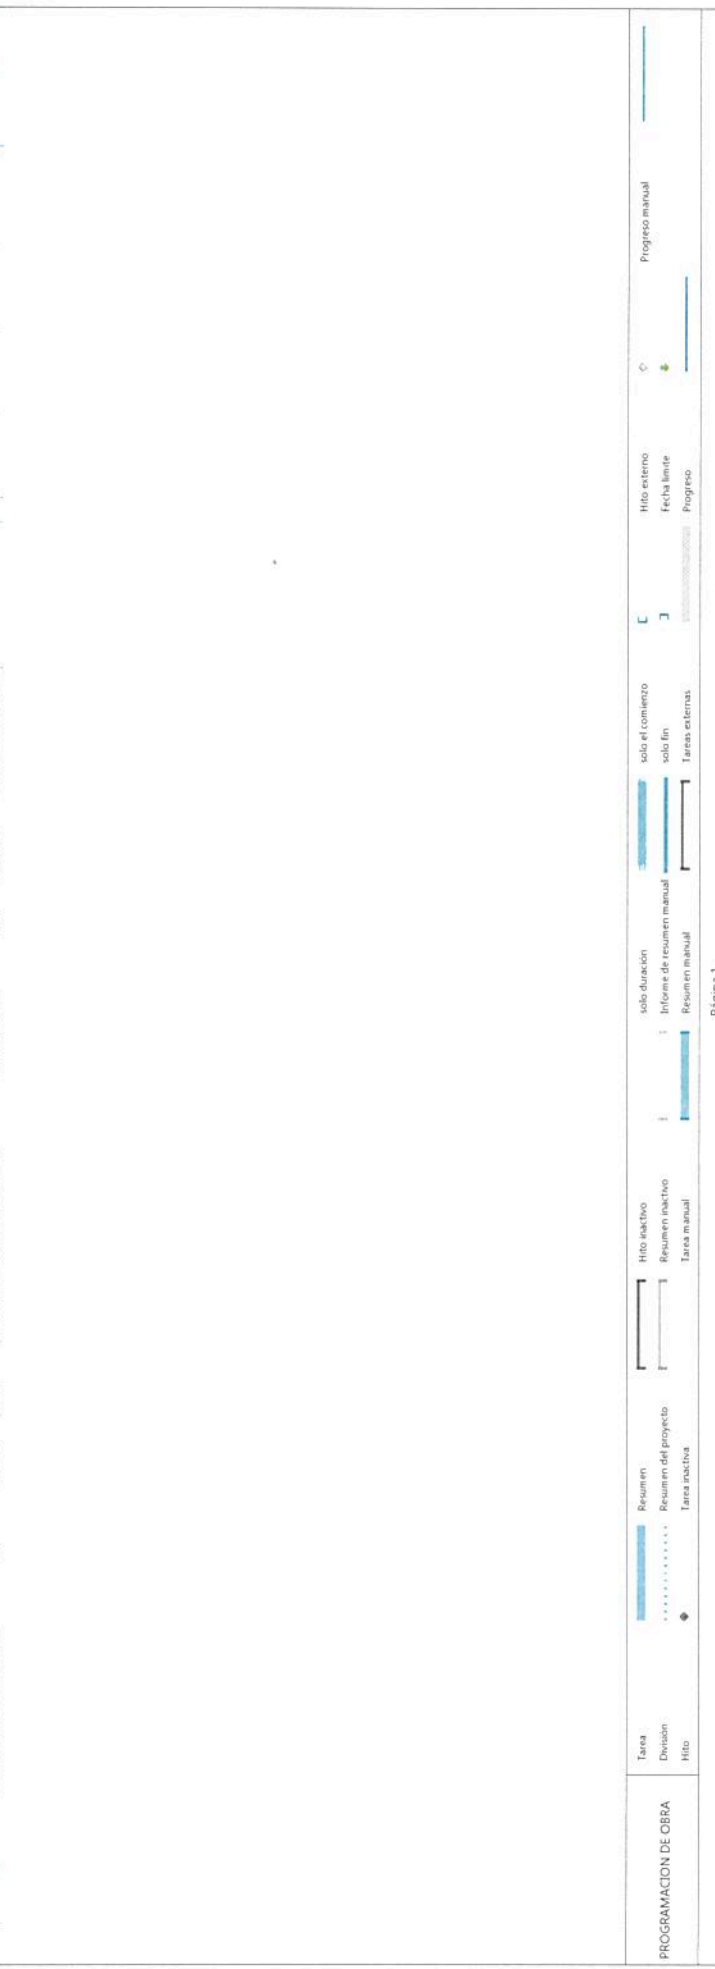 PROGRAMACION DE OBRA
Tarea
División
Hito
Resumen
Resumen del proyecto
Tarea inactiva
Hito inactivo
Resumen inactivo
Tarea manual
solo duración
Informe de resumen manual
Resumen manual
solo el comienzo
solo fin
Tareas externas
Hito externo
Fecha límite
Progreso
Progreso manual
Página 1